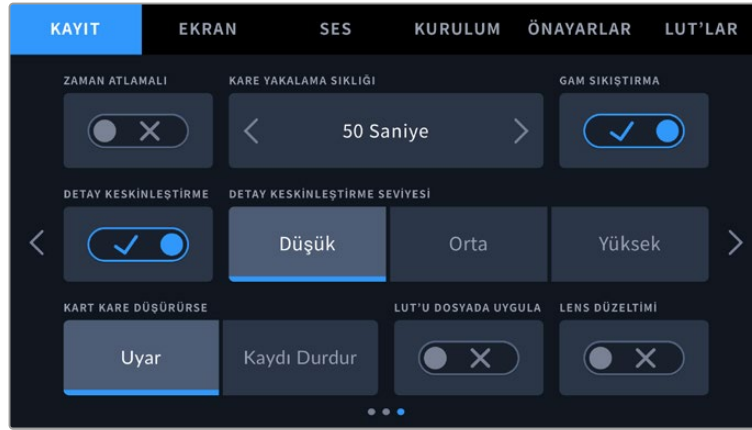 KAYIT EKRAN SES KURULUM ÖNAYARLAR LUT'LAR
ZAMAN ATLAMALI KARE YAKALAMA SIKLIĞI GAM SIKIŞTIRMA
50 Saniye
DETAY KESKİNLEŞTİRME DETAY KESKİNLEŞTİRME SEVİYESİ
Düşük Orta Yüksek
KART KARE DÜŞÜRÜRSE LUT'U DOSYADA UYGULA LENS DÜZELTİMİ
Uyar Kaydı Durdur